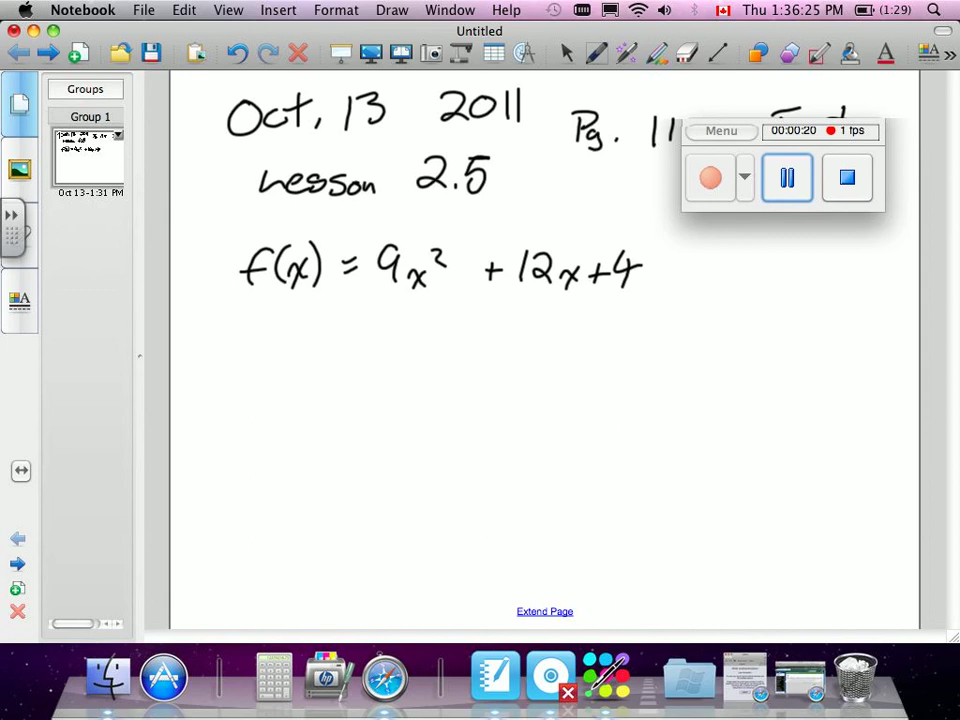 Notebook File Edit View Insert Format Draw Window Help Thu 1:36:25 PM (1:29)
Untitled
Groups
Group 1
Oct 13-1:31 PM
Menu 00:00:20 1 fps
Oct, 13 2011 Pg. 11
Lesson 2.5
f(x) = 9x² + 12x+4
Extend Page